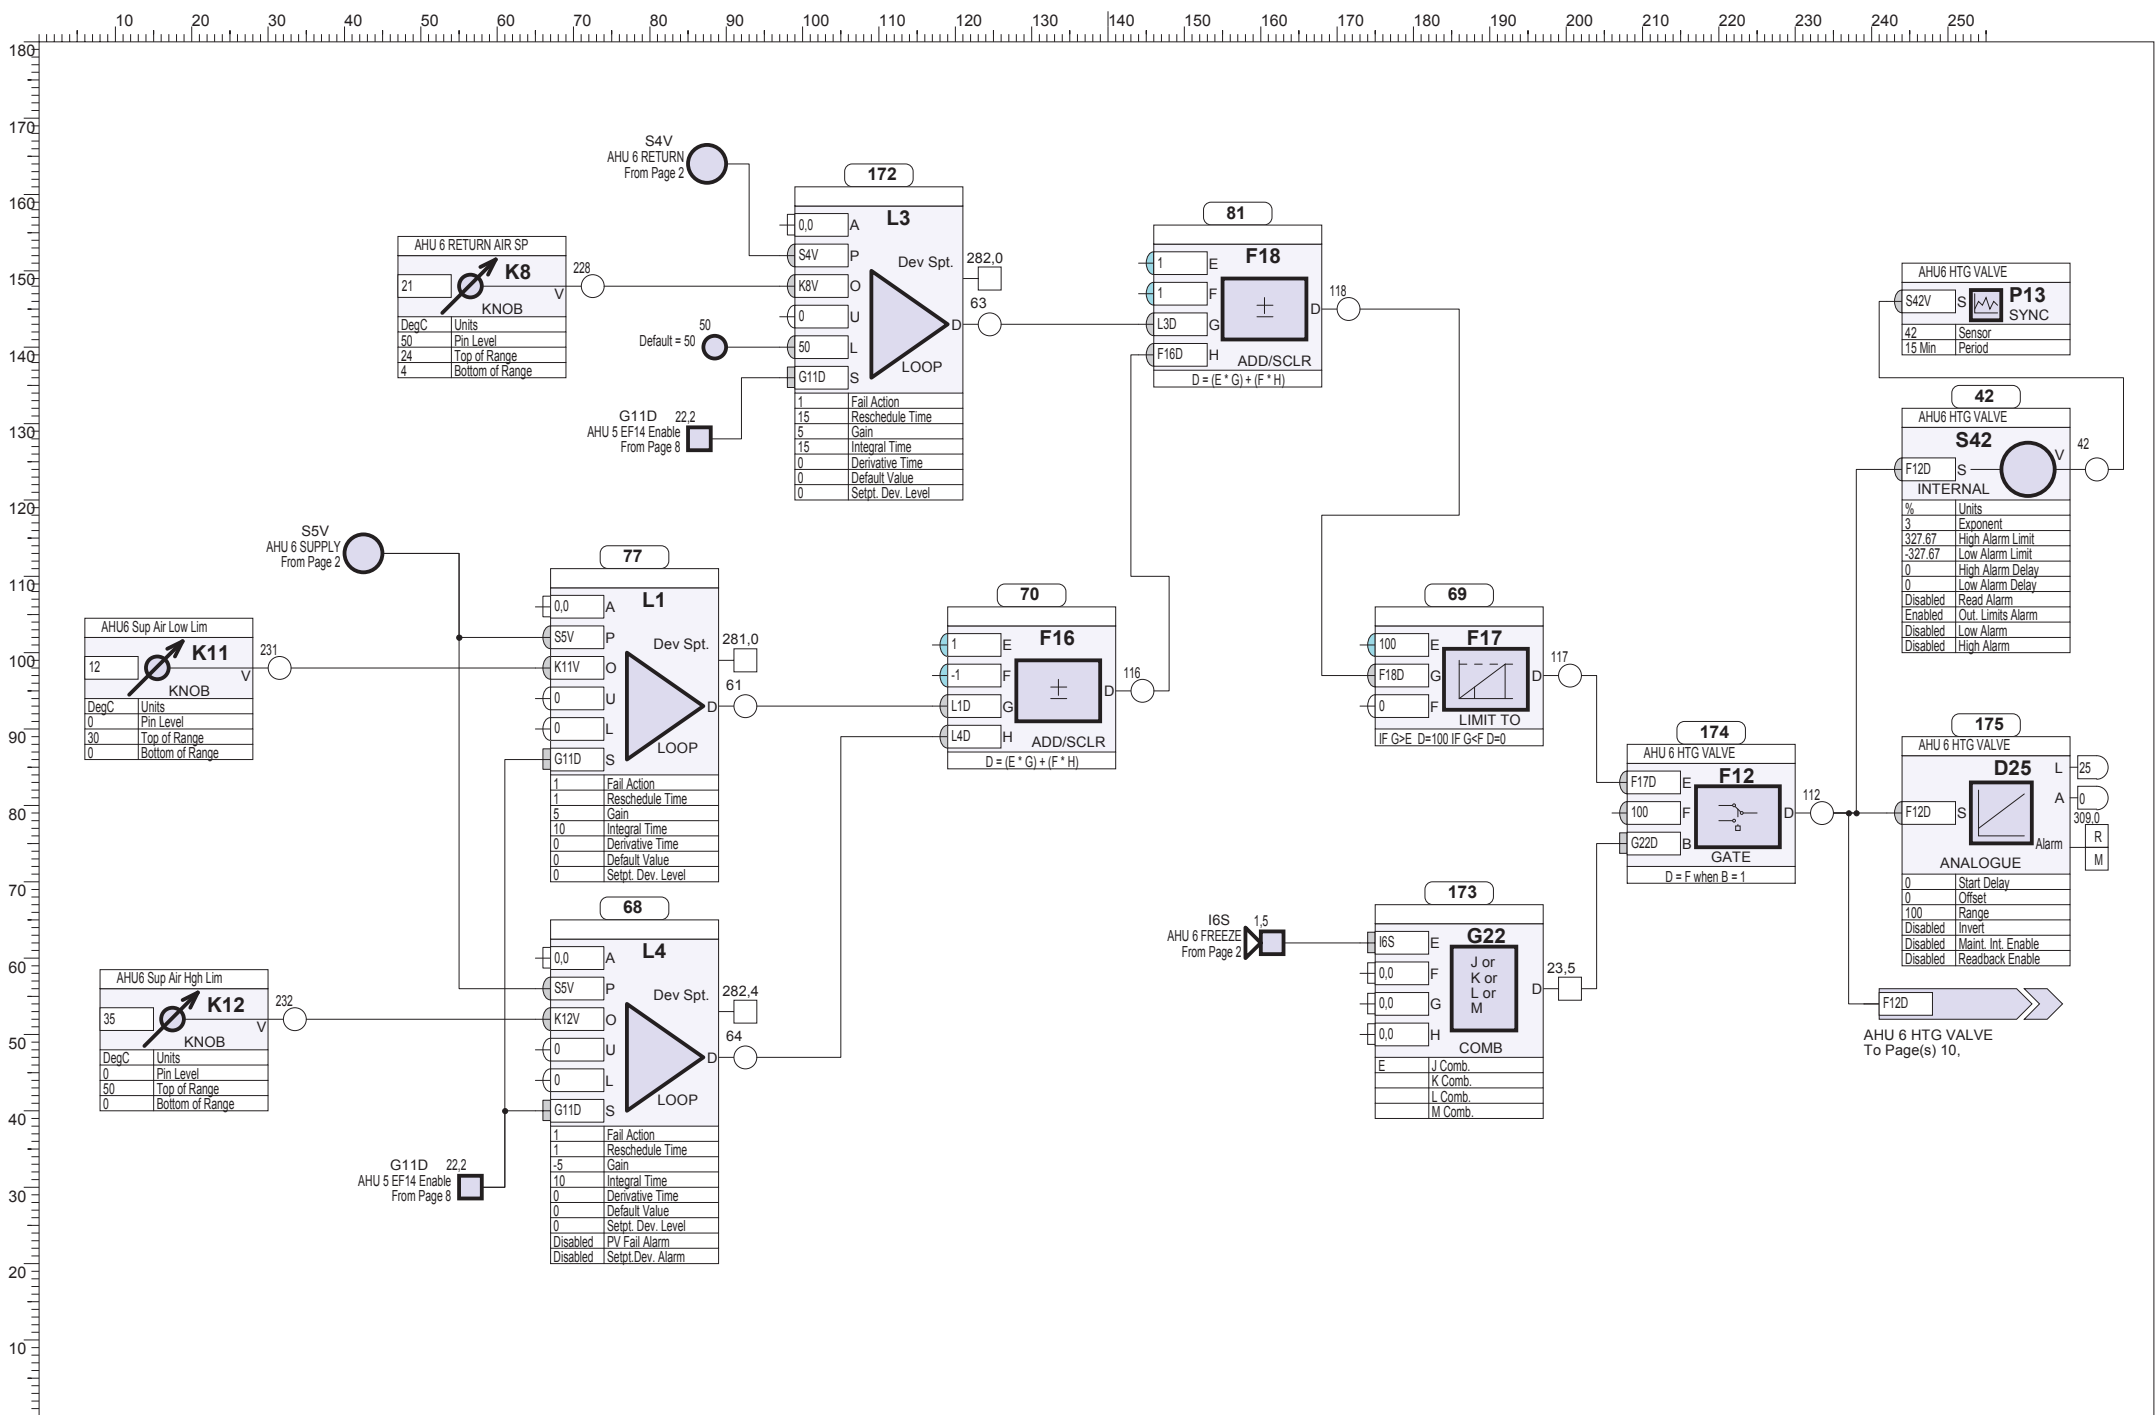 10 20 30 40 50 60 70 80 90 100 110 120 130 140 150 160 170 180 190 200 210 220 230 240 250
180
170
160
150
140
130
120
110
100
90
80
70
60
50
40
30
20
10
S4V
AHU 6 RETURN
From Page 2
AHU 6 RETURN AIR SP
21
K8
KNOB
V
228
DegC Units
50 Pin Level
24 Top of Range
4 Bottom of Range
50
Default = 50
G11D 22,2
AHU 5 EF14 Enable
From Page 8
172
L3
0,0 A
S4V P
K8V O
0 U
50 L
G11D S
Dev Spt.
282,0
D
63
LOOP
1 Fail Action
15 Reschedule Time
5 Gain
15 Integral Time
0 Derivative Time
0 Default Value
0 Setpt. Dev. Level
81
F18
1 E
1 F
L3D G
F16D H
±
D
118
ADD/SCLR
D = (E * G) + (F * H)
AHU6 HTG VALVE
S42V S
P13
SYNC
42 Sensor
15 Min Period
42
AHU6 HTG VALVE
S42
F12D S
V
42
INTERNAL
% Units
3 Exponent
327.67 High Alarm Limit
-327.67 Low Alarm Limit
0 High Alarm Delay
0 Low Alarm Delay
Disabled Read Alarm
Enabled Out. Limits Alarm
Disabled Low Alarm
Disabled High Alarm
S5V
AHU 6 SUPPLY
From Page 2
AHU6 Sup Air Low Lim
12
K11
KNOB
V
231
DegC Units
0 Pin Level
30 Top of Range
0 Bottom of Range
77
L1
0,0 A
S5V P
K11V O
0 U
0 L
G11D S
Dev Spt.
281,0
D
61
LOOP
1 Fail Action
1 Reschedule Time
5 Gain
10 Integral Time
0 Derivative Time
0 Default Value
0 Setpt. Dev. Level
70
F16
1 E
-1 F
L1D G
L4D H
±
D
116
ADD/SCLR
D = (E * G) + (F * H)
69
F17
100 E
F18D G
0 F
D
117
LIMIT TO
IF G>E D=100 IF G<F D=0
174
AHU 6 HTG VALVE
F12
F17D E
100 F
G22D B
D
112
GATE
D = F when B = 1
175
AHU 6 HTG VALVE
D25
F12D S
L 25
A 0
309,0
Alarm
R
M
ANALOGUE
0 Start Delay
0 Offset
100 Range
Disabled Invert
Disabled Maint. Int. Enable
Disabled Readback Enable
F12D
AHU 6 HTG VALVE
To Page(s) 10,
AHU6 Sup Air Hgh Lim
35
K12
KNOB
V
232
DegC Units
0 Pin Level
50 Top of Range
0 Bottom of Range
G11D 22,2
AHU 5 EF14 Enable
From Page 8
68
L4
0,0 A
S5V P
K12V O
0 U
0 L
G11D S
Dev Spt.
282,4
D
64
LOOP
1 Fail Action
1 Reschedule Time
-5 Gain
10 Integral Time
0 Derivative Time
0 Default Value
0 Setpt. Dev. Level
Disabled PV Fail Alarm
Disabled Setpt.Dev. Alarm
I6S 1,5
AHU 6 FREEZE
From Page 2
173
G22
I6S E
0,0 F
0,0 G
0,0 H
J or
K or
L or
M
D
23,5
COMB
E J Comb.
K Comb.
L Comb.
M Comb.